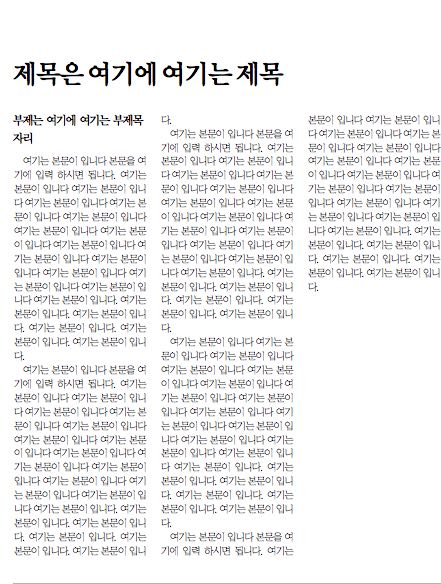 제목은 여기에 여기는 제목
부제는 여기에 여기는 부제목
자리
여기는 본문이 입니다 본문을 여
기에 입력 하시면 됩니다. 여기는
본문이 입니다 여기는 본문이 입니
다 여기는 본문이 입니다 여기는 본
문이 입니다 여기는 본문이 입니다
여기는 본문이 입니다 여기는 본문
이 입니다 여기는 본문이 입니다 여
기는 본문이 입니다 여기는 본문이
입니다 여기는 본문이 입니다 여기
는 본문이 입니다. 여기는 본문이 입
니다 여기는 본문이 입니다. 여기는
본문이 입니다. 여기는 본문이 입니
다. 여기는 본문이 입니다. 여기는
본문이 입니다. 여기는 본문이 입니
다.
여기는 본문이 입니다 본문을 여
기에 입력 하시면 됩니다. 여기는
본문이 입니다 여기는 본문이 입니
다 여기는 본문이 입니다 여기는 본
문이 입니다 여기는 본문이 입니다
여기는 본문이 입니다 여기는 본문
이 입니다 여기는 본문이 입니다 여
기는 본문이 입니다 여기는 본문이
입니다 여기는 본문이 입니다 여기
는 본문이 입니다. 여기는 본문이 입
니다 여기는 본문이 입니다. 여기는
본문이 입니다. 여기는 본문이 입니
다. 여기는 본문이 입니다. 여기는
본문이 입니다. 여기는 본문이 입니
다.
여기는 본문이 입니다 본문을 여
기에 입력 하시면 됩니다. 여기는
본문이 입니다 여기는 본문이 입니
다 여기는 본문이 입니다 여기는 본
문이 입니다 여기는 본문이 입니다
여기는 본문이 입니다 여기는 본문
이 입니다 여기는 본문이 입니다 여
기는 본문이 입니다 여기는 본문이
입니다 여기는 본문이 입니다 여기
는 본문이 입니다. 여기는 본문이 입
니다 여기는 본문이 입니다. 여기는
본문이 입니다. 여기는 본문이 입니
다. 여기는 본문이 입니다. 여기는
본문이 입니다. 여기는 본문이 입니
다.
여기는 본문이 입니다 여기는 본
문이 입니다 여기는 본문이 입니다
여기는 본문이 입니다 여기는 본문
이 입니다 여기는 본문이 입니다 여
기는 본문이 입니다 여기는 본문이
입니다 여기는 본문이 입니다 여기
는 본문이 입니다. 여기는 본문이 입
니다 여기는 본문이 입니다. 여기는
본문이 입니다 여기는 본문이 입니
다 여기는 본문이 입니다. 여기는
본문이 입니다. 여기는 본문이 입니
다. 여기는 본문이 입니다. 여기는
본문이 입니다. 여기는 본문이 입니
다.
여기는 본문이 입니다 본문을 여
기에 입력 하시면 됩니다. 여기는
본문이 입니다 여기는 본문이 입니
다 여기는 본문이 입니다 여기는 본
문이 입니다 여기는 본문이 입니다
여기는 본문이 입니다 여기는 본문
이 입니다 여기는 본문이 입니다 여
기는 본문이 입니다 여기는 본문이
입니다 여기는 본문이 입니다 여기
는 본문이 입니다. 여기는 본문이 입
니다 여기는 본문이 입니다. 여기는
본문이 입니다. 여기는 본문이 입니
다. 여기는 본문이 입니다. 여기는
본문이 입니다. 여기는 본문이 입니
다.